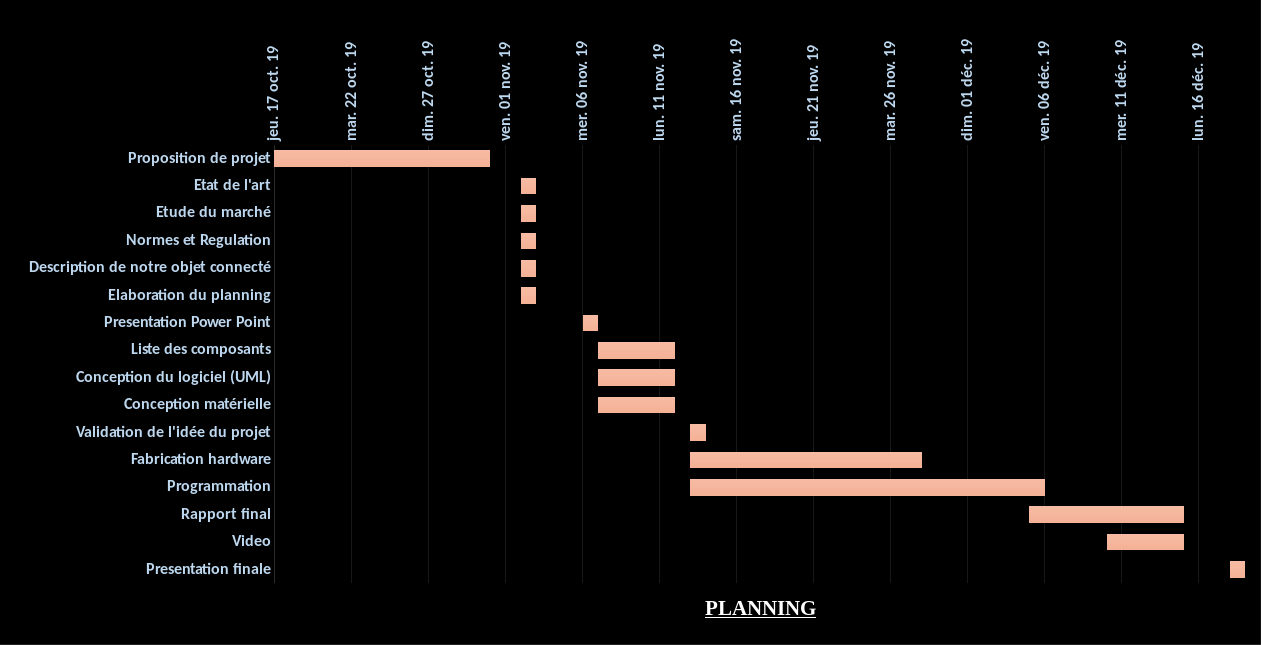 jeu. 17 oct. 19
mar. 22 oct. 19
dim. 27 oct. 19
ven. 01 nov. 19
mer. 06 nov. 19
lun. 11 nov. 19
sam. 16 nov. 19
jeu. 21 nov. 19
mar. 26 nov. 19
dim. 01 déc. 19
ven. 06 déc. 19
mer. 11 déc. 19
lun. 16 déc. 19
Proposition de projet
Etat de l'art
Etude du marché
Normes et Regulation
Description de notre objet connecté
Elaboration du planning
Presentation Power Point
Liste des composants
Conception du logiciel (UML)
Conception matérielle
Validation de l'idée du projet
Fabrication hardware
Programmation
Rapport final
Video
Presentation finale
PLANNING